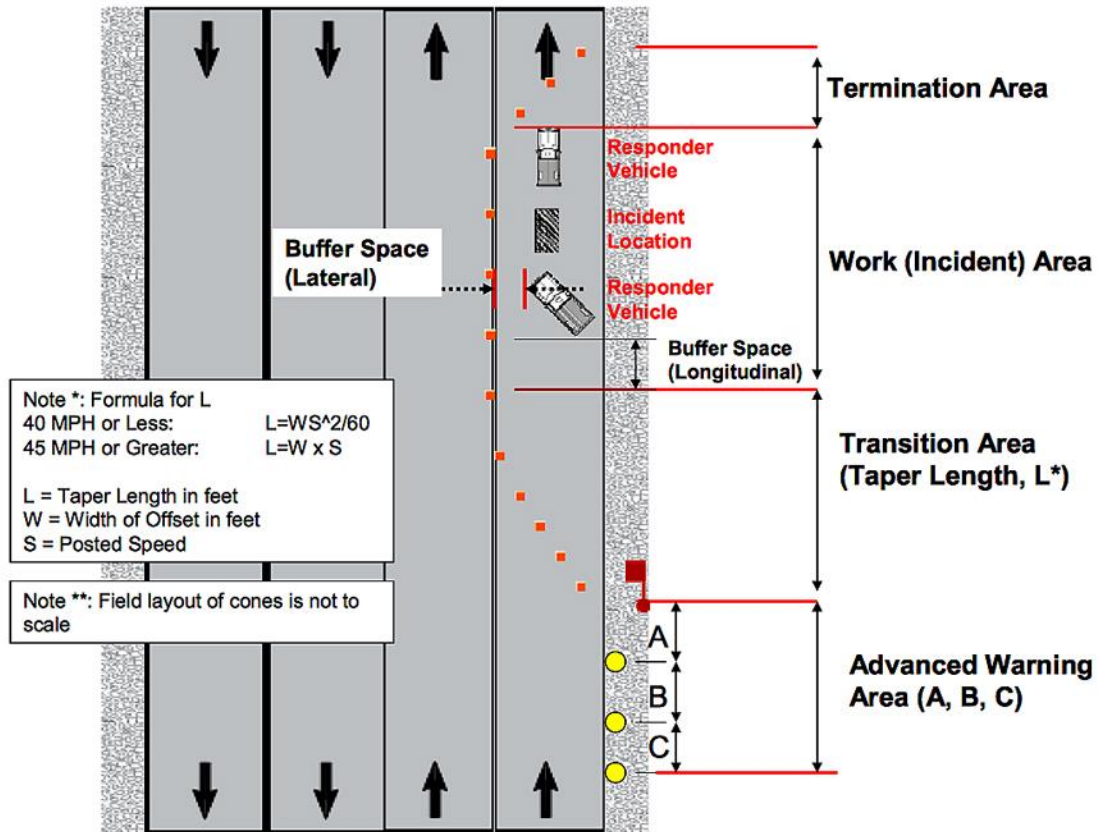 Termination Area
Responder
Vehicle
Incident
Location
Buffer Space
(Lateral)
Work (Incident) Area
Responder
Vehicle
Buffer Space
(Longitudinal)
Note *: Formula for L
40 MPH or Less: L=WS^2/60
45 MPH or Greater: L=W x S
L = Taper Length in feet
W = Width of Offset in feet
S = Posted Speed
Transition Area
(Taper Length, L*)
Note **: Field layout of cones is not to
scale
A
B
C
Advanced Warning
Area (A, B, C)